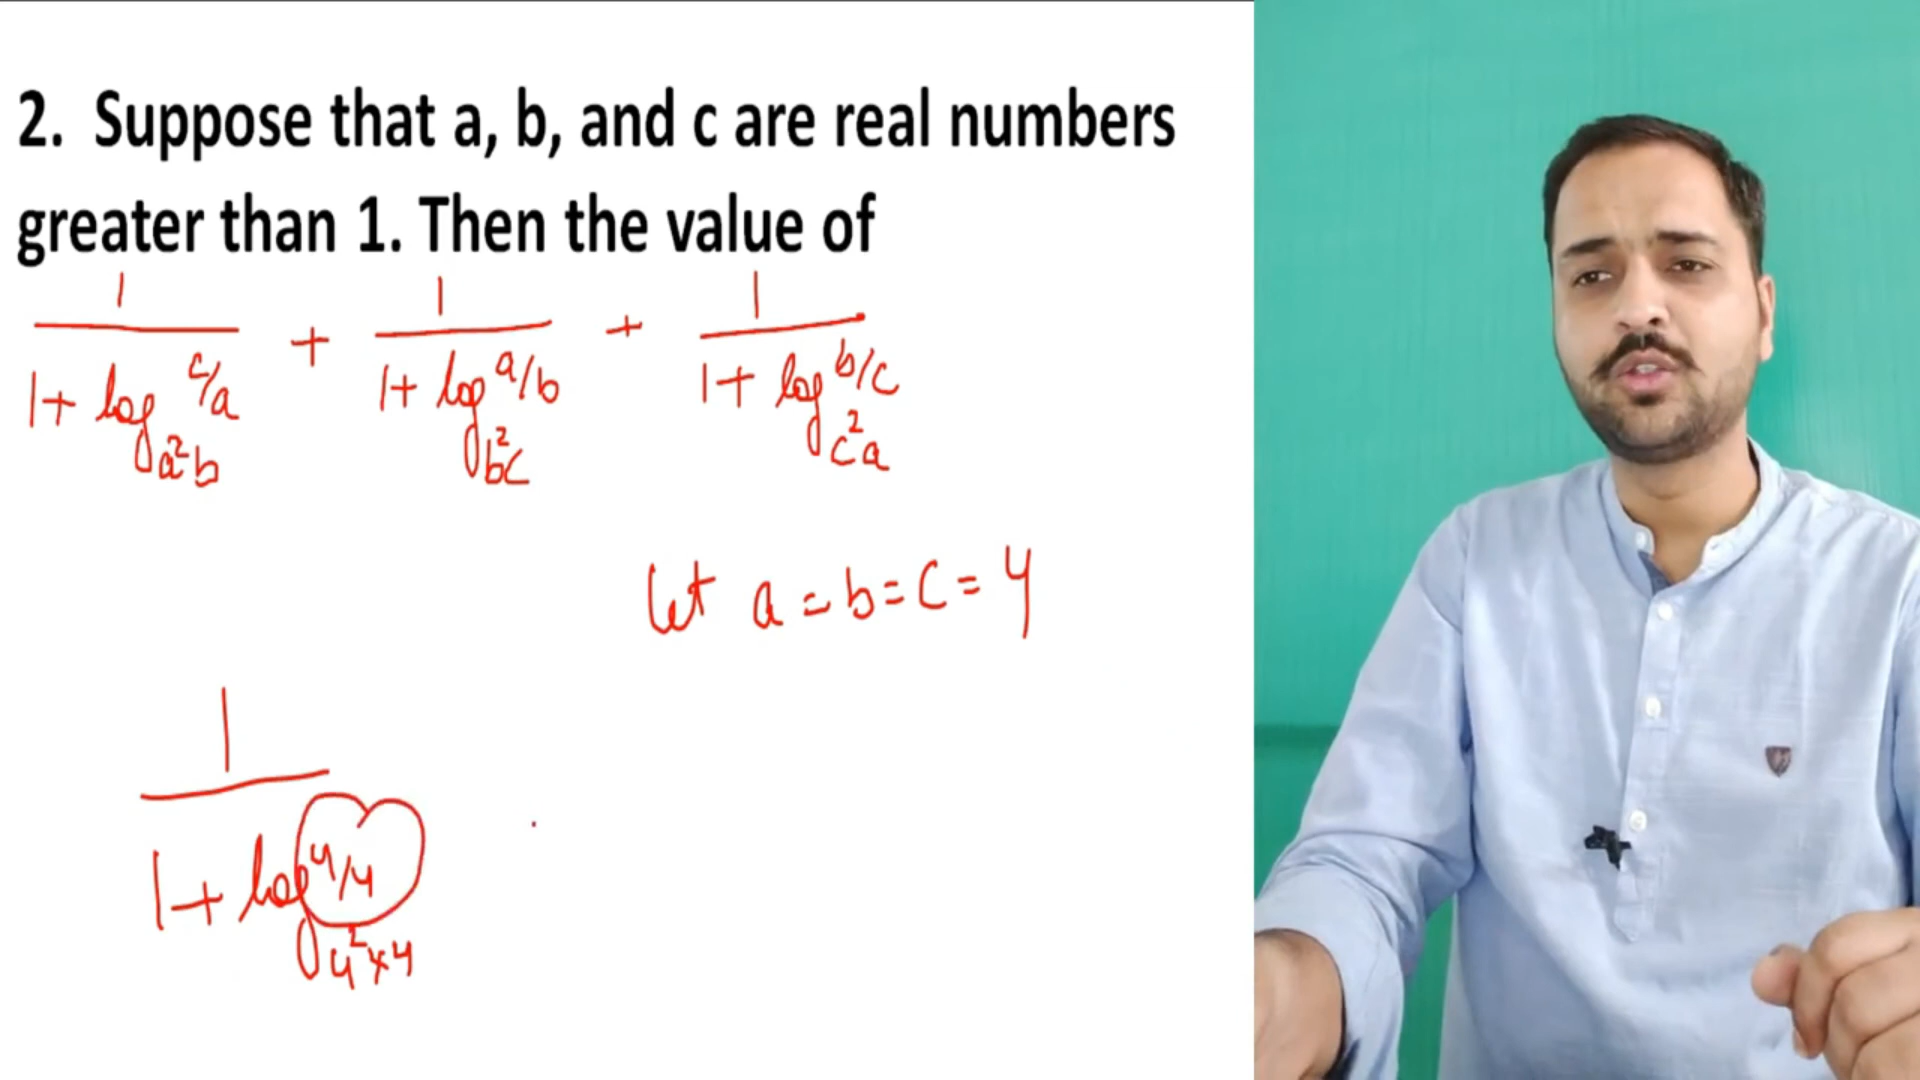 2. Suppose that a, b, and c are real numbers
greater than 1. Then the value of
1/(1 + log_{a²b} c/a) + 1/(1 + log_{b²c} a/b) + 1/(1 + log_{c²a} b/c)
let a = b = c = 4
1/(1 + log_{4²×4} 4/4)